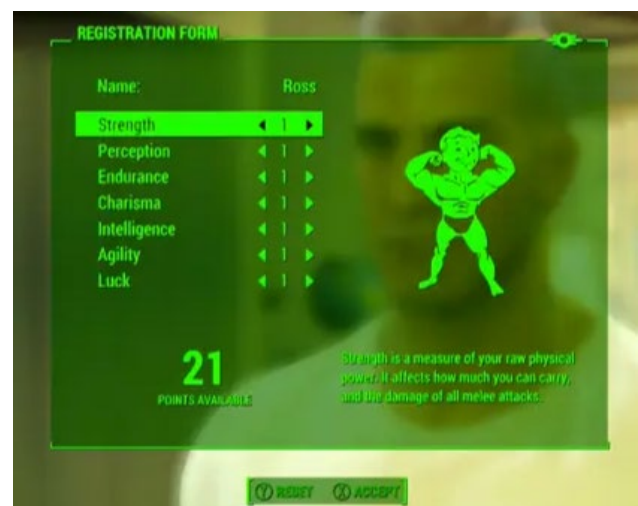 REGISTRATION FORM
Name: Ross
Strength 1
Perception 1
Endurance 1
Charisma 1
Intelligence 1
Agility 1
Luck 1
21
POINTS AVAILABLE
Strength is a measure of your raw physical
power. It affects how much you can carry,
and the damage of all melee attacks.
Y RESET X ACCEPT